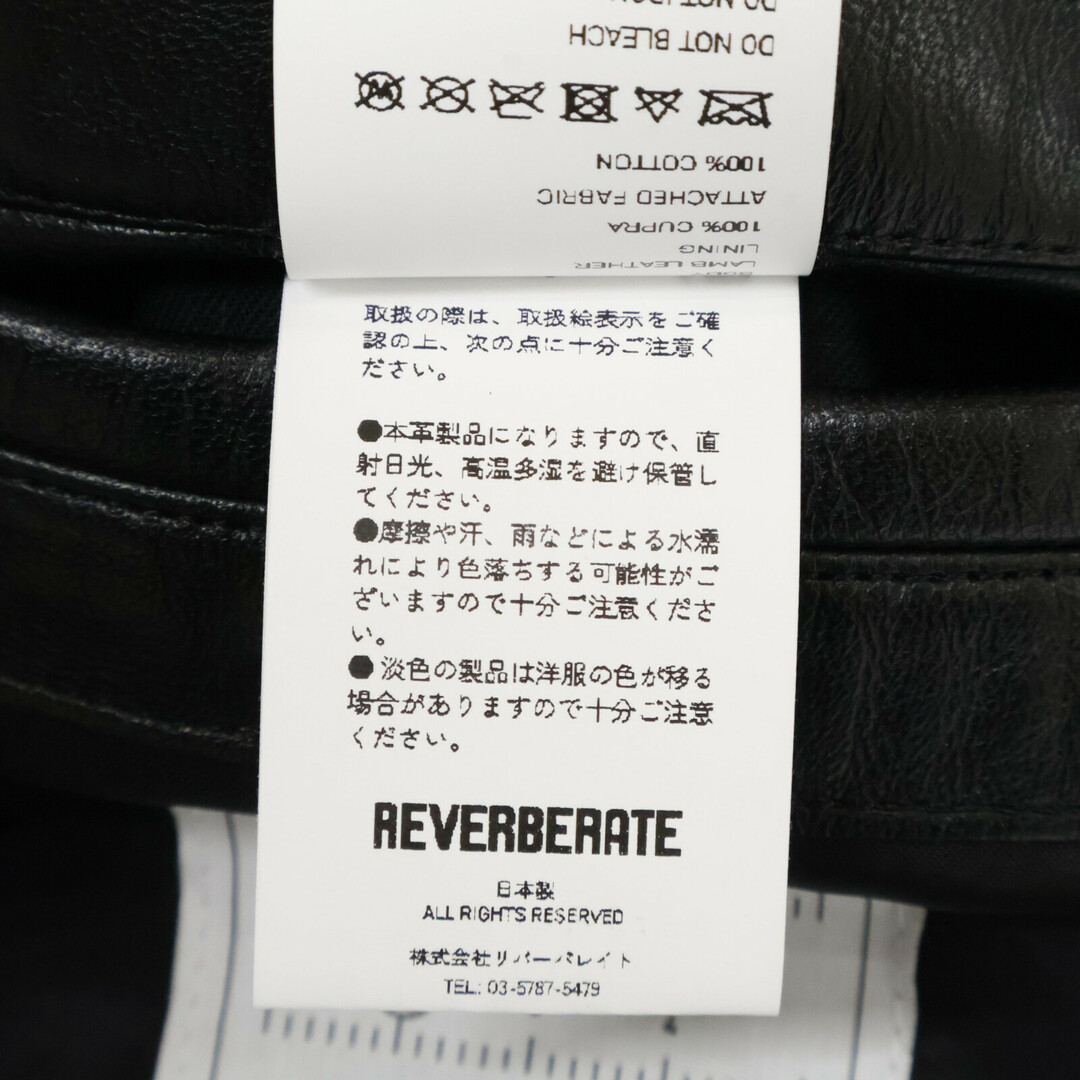 BODY
LAMB LEATHER
LINING
100% CUPRA
ATTACHED FABRIC
100% COTTON
DO NOT BLEACH
DO NOT IRON
取扱の際は、取扱絵表示をご確
認の上、次の点に十分ご注意く
ださい。
●本革製品になりますので、直
射日光、高温多湿を避け保管し
てください。
●摩擦や汗、雨などによる水濡
れにより色落ちする可能性がご
ざいますので十分ご注意くださ
い。
●淡色の製品は洋服の色が移る
場合がありますので十分ご注意
ください。
REVERBERATE
日本製
ALL RIGHTS RESERVED
株式会社リバーバレイト
TEL: 03-5787-5479
4